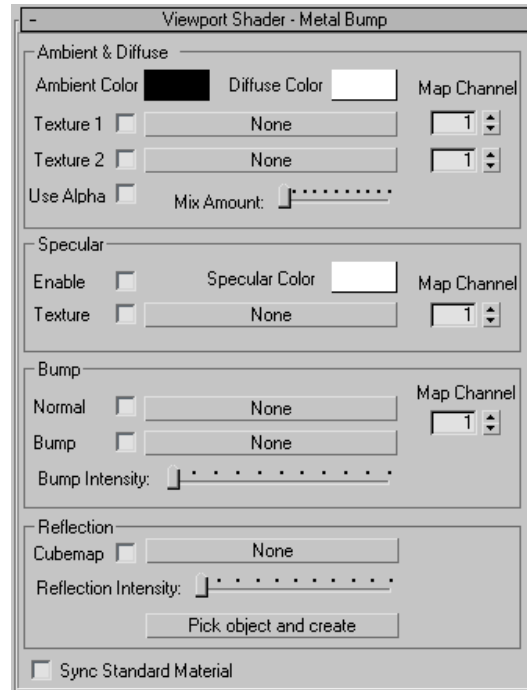 - Viewport Shader - Metal Bump
Ambient & Diffuse
Ambient Color Diffuse Color Map Channel
Texture 1 None 1
Texture 2 None 1
Use Alpha Mix Amount:
Specular
Enable Specular Color Map Channel
Texture None 1
Bump
Map Channel
Normal None 1
Bump None
Bump Intensity:
Reflection
Cubemap None
Reflection Intensity:
Pick object and create
Sync Standard Material